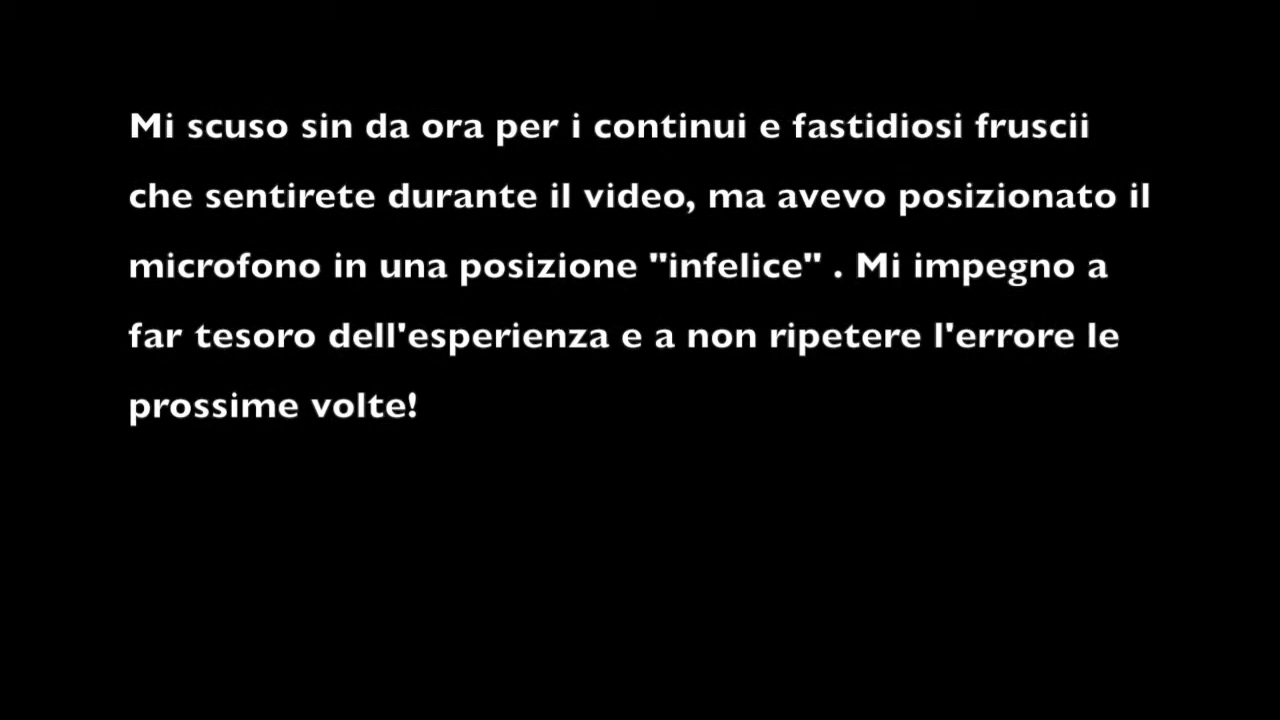 Mi scuso sin da ora per i continui e fastidiosi fruscii
che sentirete durante il video, ma avevo posizionato il
microfono in una posizione "infelice" . Mi impegno a
far tesoro dell'esperienza e a non ripetere l'errore le
prossime volte!